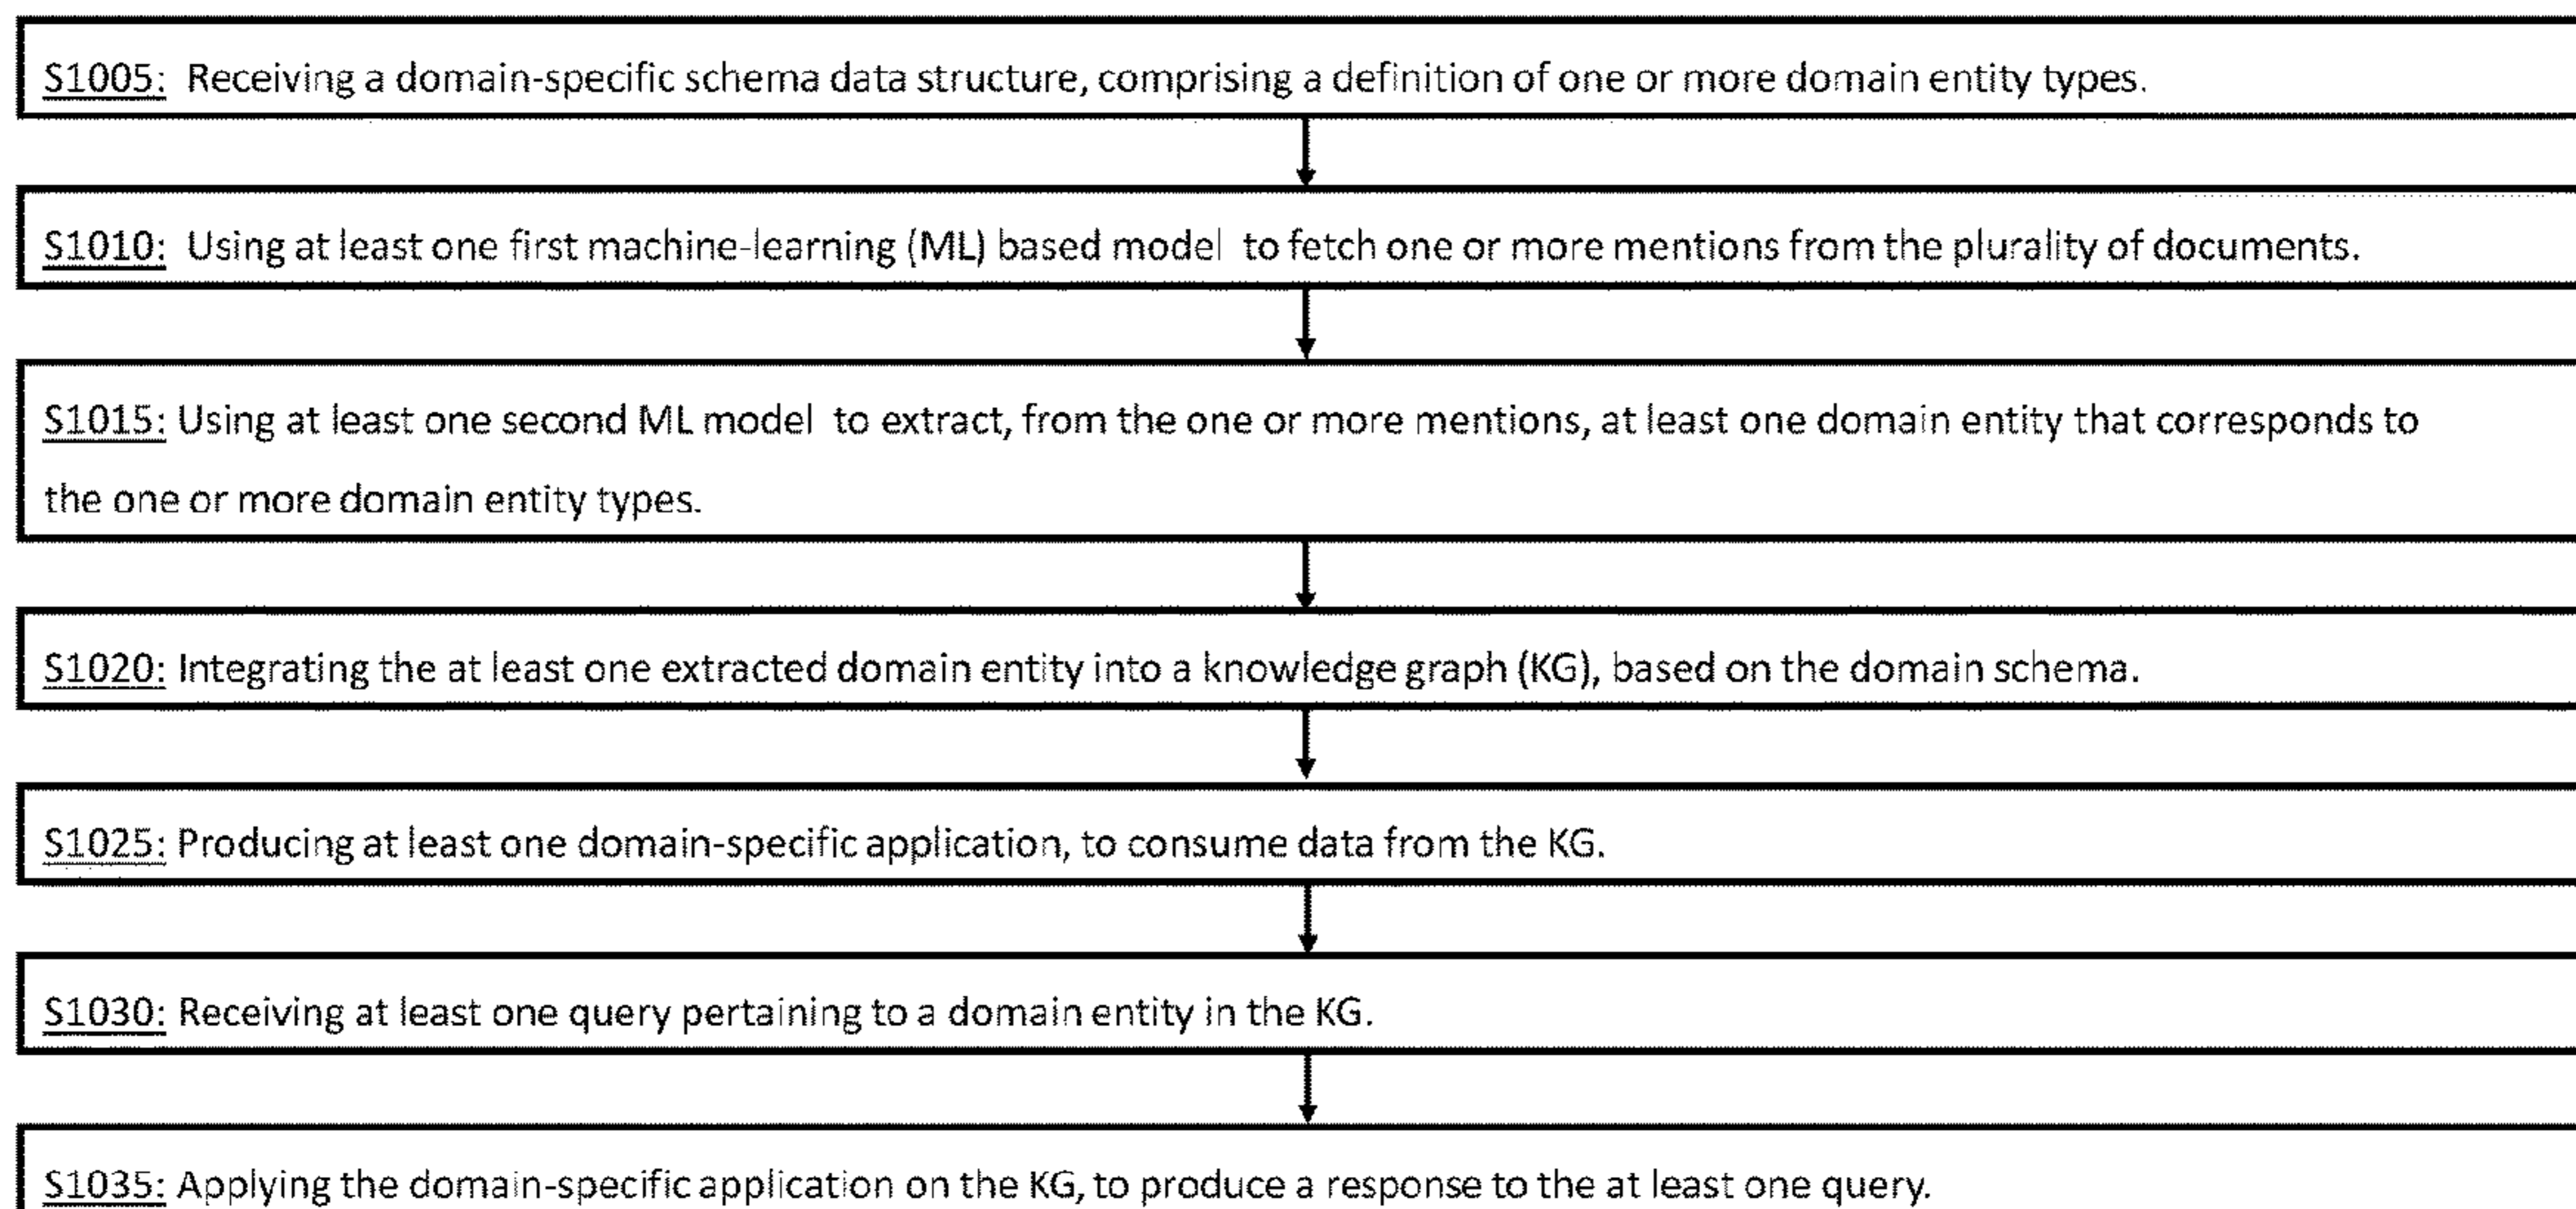 S1005: Receiving a domain-specific schema data structure, comprising a definition of one or more domain entity types.
S1010: Using at least one first machine-learning (ML) based model to fetch one or more mentions from the plurality of documents.
S1015: Using at least one second ML model to extract, from the one or more mentions, at least one domain entity that corresponds to
the one or more domain entity types.
S1020: Integrating the at least one extracted domain entity into a knowledge graph (KG), based on the domain schema.
S1025: Producing at least one domain-specific application, to consume data from the KG.
S1030: Receiving at least one query pertaining to a domain entity in the KG.
S1035: Applying the domain-specific application on the KG, to produce a response to the at least one query.